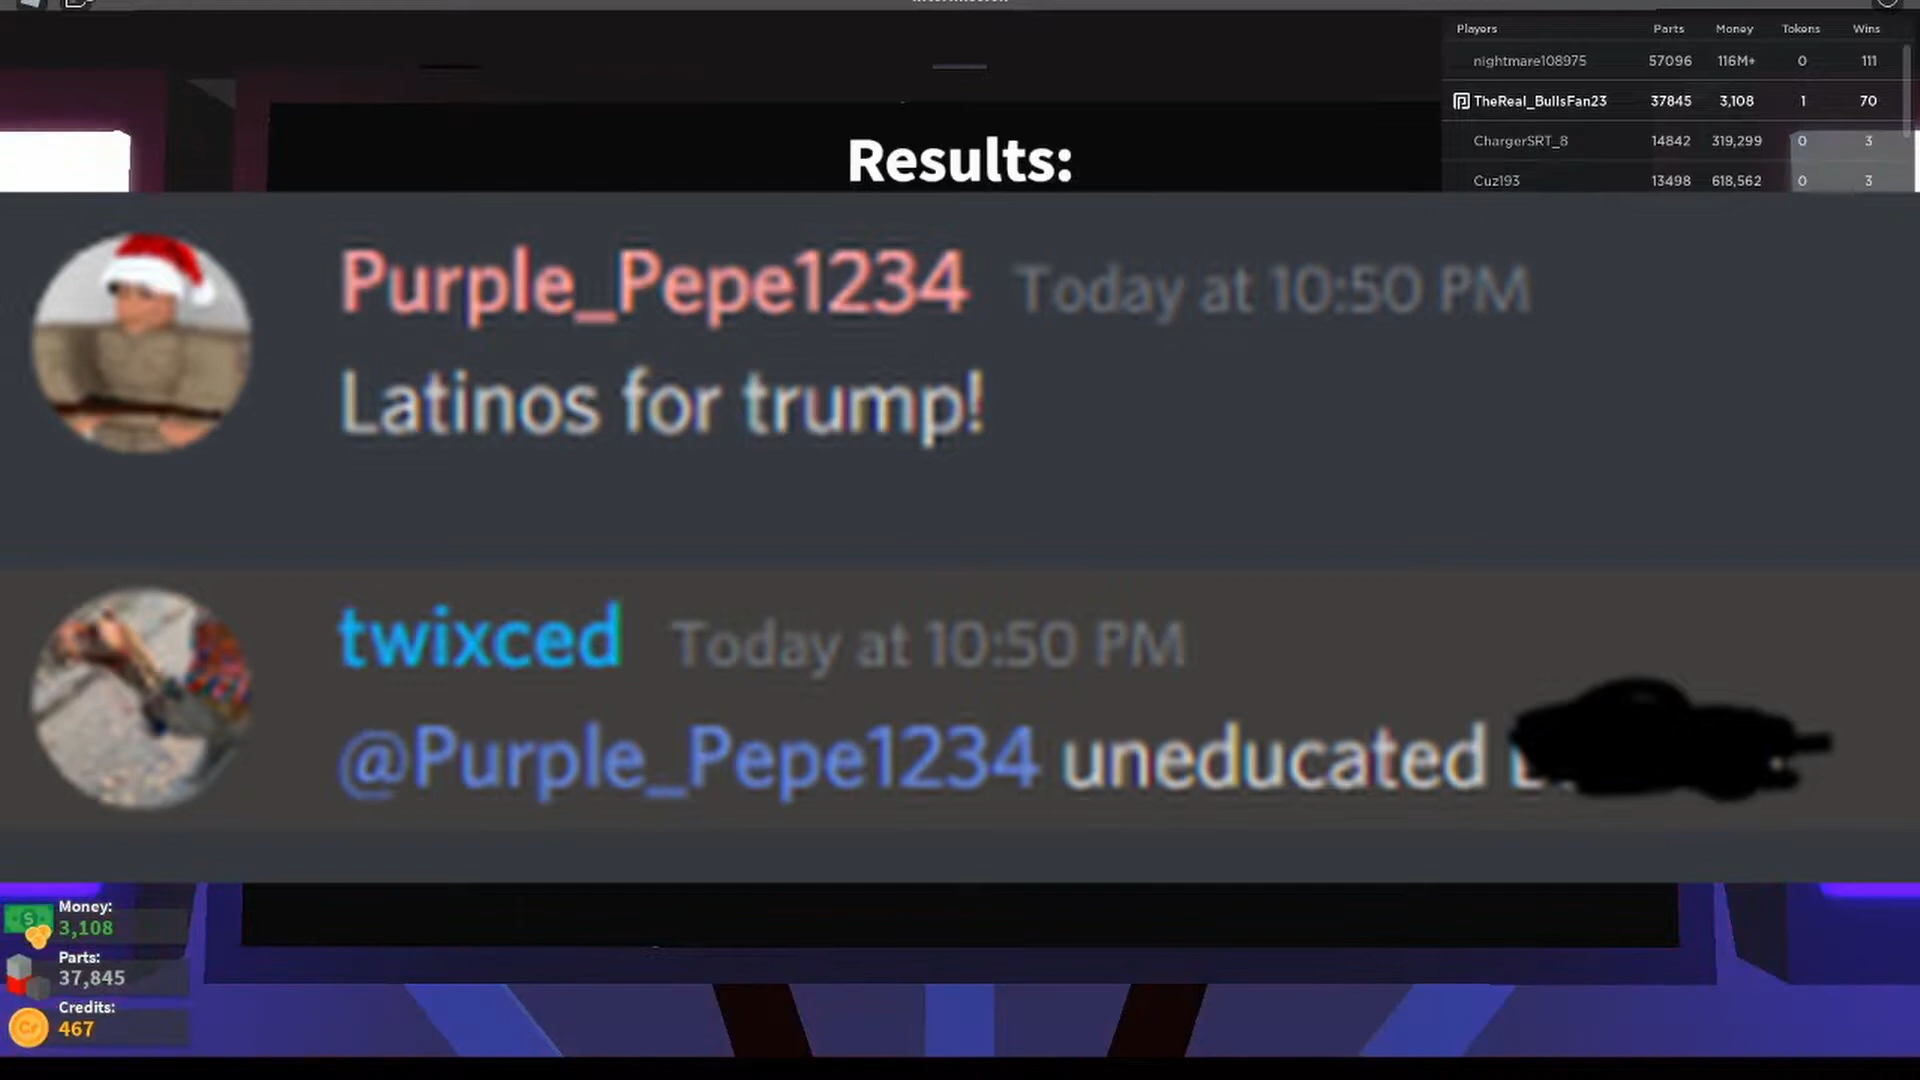 Players Parts Money Tokens Wins
nightmare108975 57096 116M+ 0 111
TheReal_BullsFan23 37845 3,108 1 70
ChargerSRT_8 14842 319,299 0 3
Cuz193 13498 618,562 0 3
Results:
Purple_Pepe1234 Today at 10:50 PM
Latinos for trump!
twixced Today at 10:50 PM
@Purple_Pepe1234 uneducated
Money:
3,108
Parts:
37,845
Credits:
Cr 467